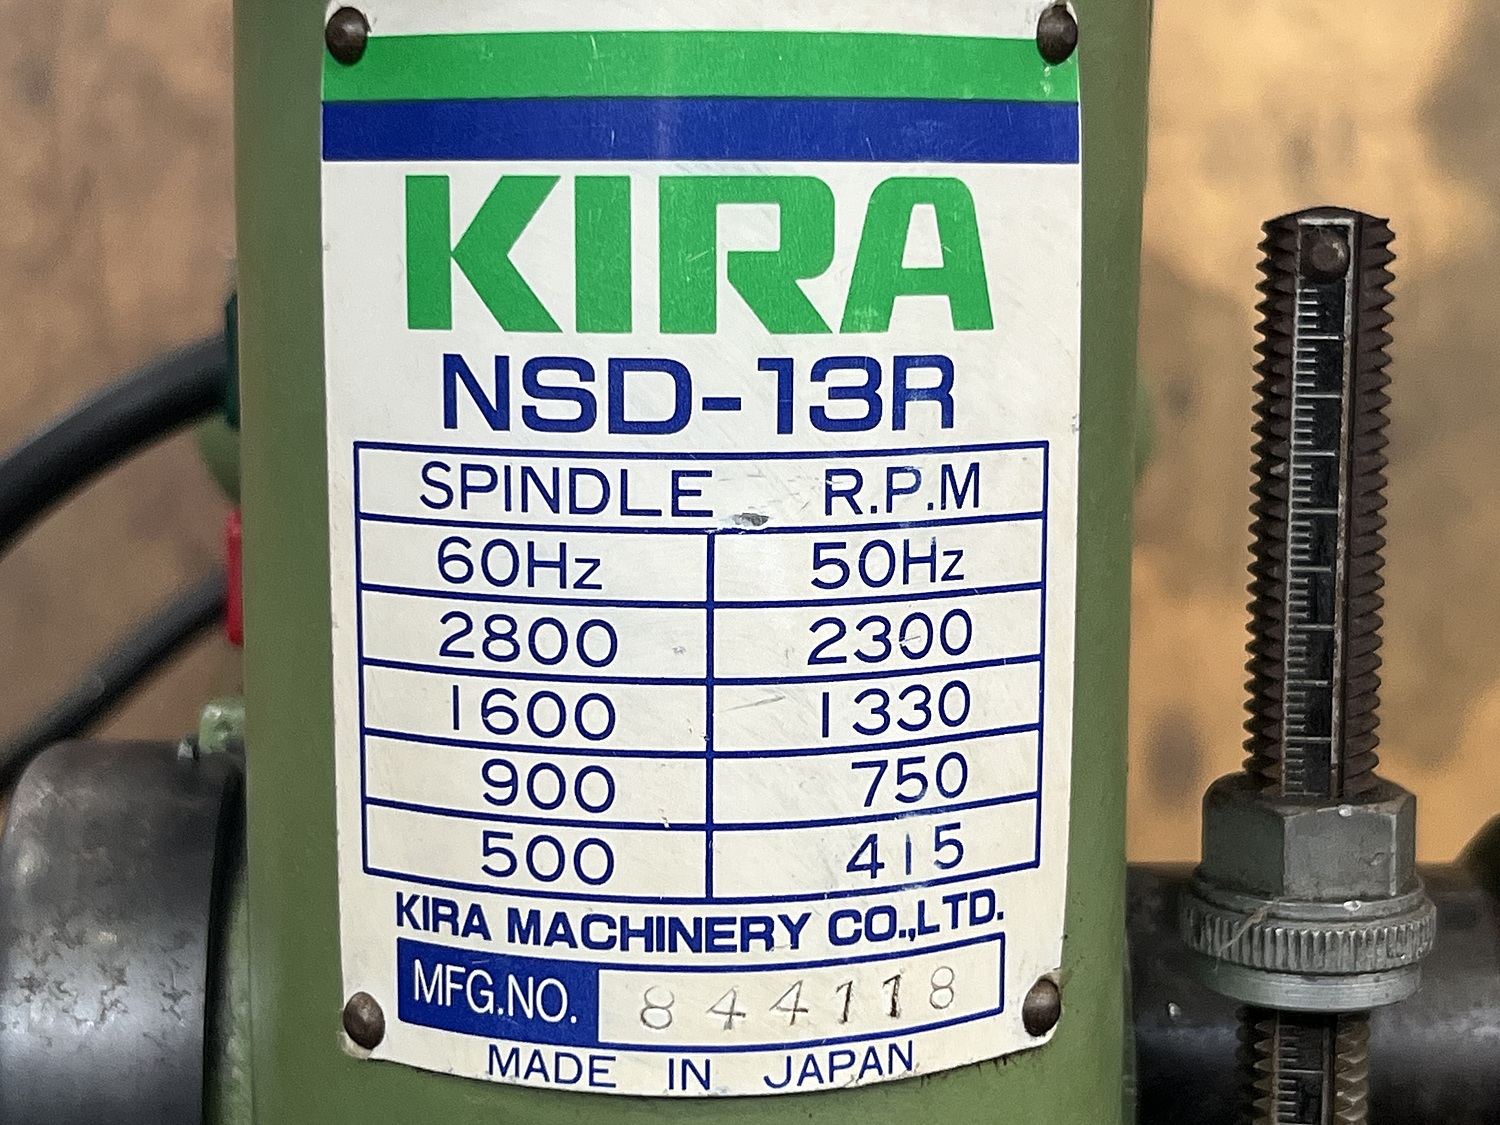 KIRA
NSD-13R
SPINDLE R.P.M
60Hz 50Hz
2800 2300
1600 1330
900 750
500 415
KIRA MACHINERY CO.,LTD.
MFG.NO. 844118
MADE IN JAPAN